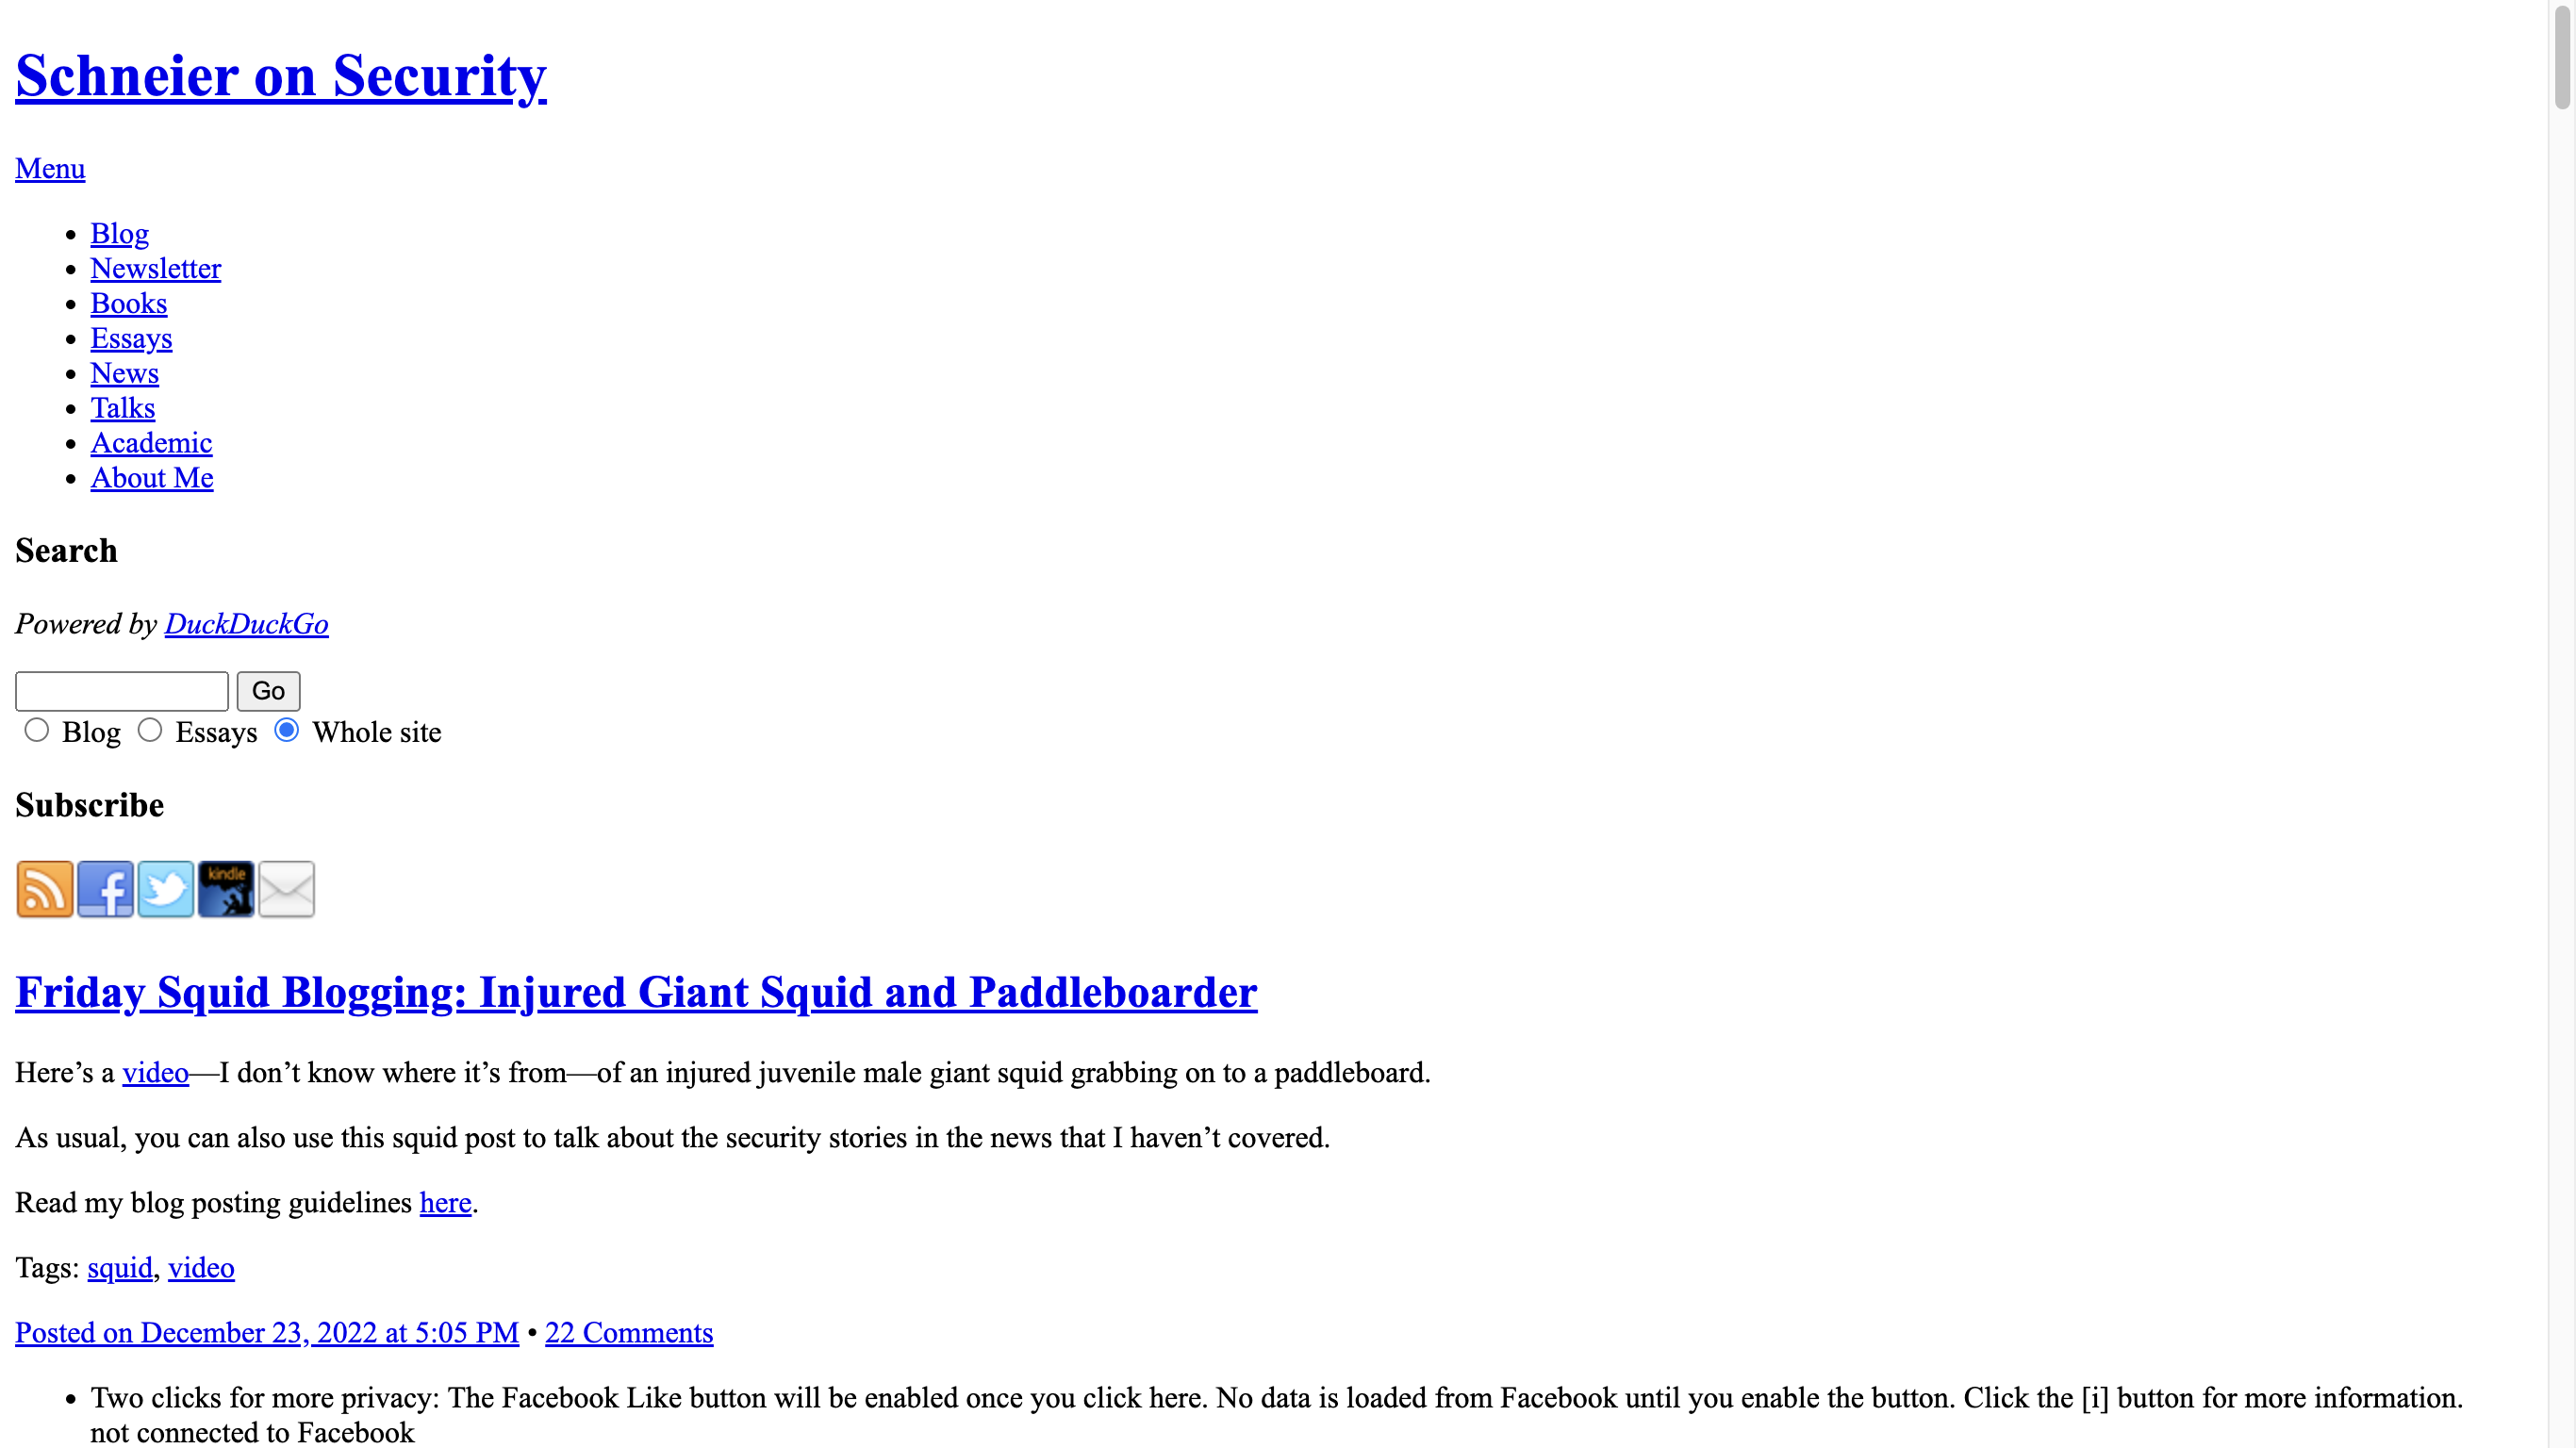 Schneier on Security
Menu
Blog
Newsletter
Books
Essays
News
Talks
Academic
About Me
Search
Powered by DuckDuckGo
Go
Blog Essays Whole site
Subscribe
kindle
Friday Squid Blogging: Injured Giant Squid and Paddleboarder
Here’s a video—I don’t know where it’s from—of an injured juvenile male giant squid grabbing on to a paddleboard.
As usual, you can also use this squid post to talk about the security stories in the news that I haven’t covered.
Read my blog posting guidelines here.
Tags: squid, video
Posted on December 23, 2022 at 5:05 PM • 22 Comments
Two clicks for more privacy: The Facebook Like button will be enabled once you click here. No data is loaded from Facebook until you enable the button. Click the [i] button for more information.
not connected to Facebook